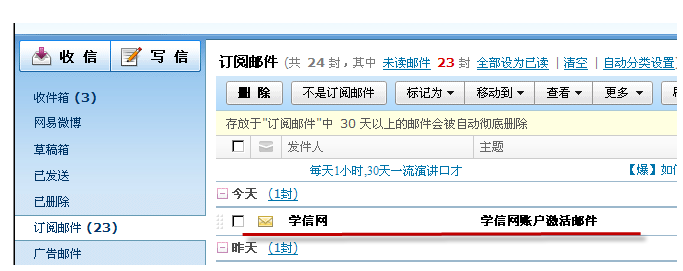 收 信
写 信
订阅邮件 (共 24 封，其中 未读邮件 23 封 全部设为已读 | 清空 | 自动分类设置
删 除 不是订阅邮件 标记为 移动到 查看 更多
收件箱 (3)
网易微博
草稿箱
已发送
已删除
订阅邮件 (23)
广告邮件
存放于"订阅邮件"中 30 天以上的邮件会被自动彻底删除
发件人 主题
每天1小时,30天一流演讲口才 【爆】如
今天 (1封)
学信网 学信网账户激活邮件
昨天 (1封)